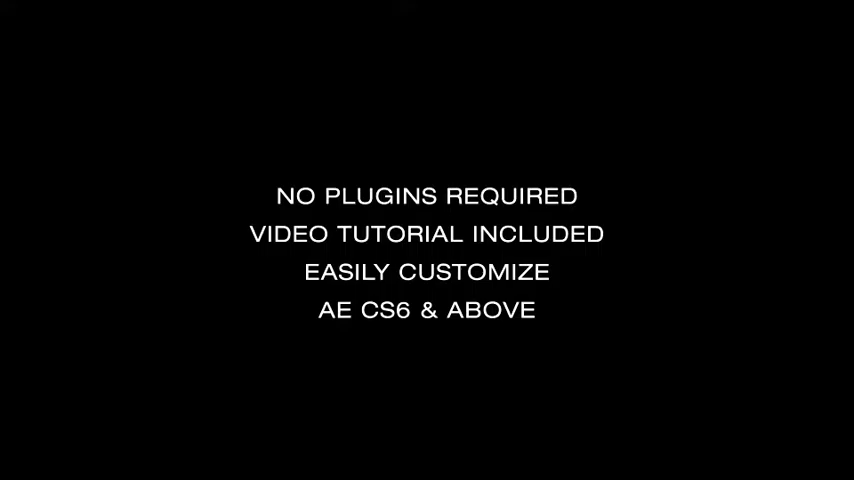 NO PLUGINS REQUIRED
VIDEO TUTORIAL INCLUDED
EASILY CUSTOMIZE
AE CS6 & ABOVE